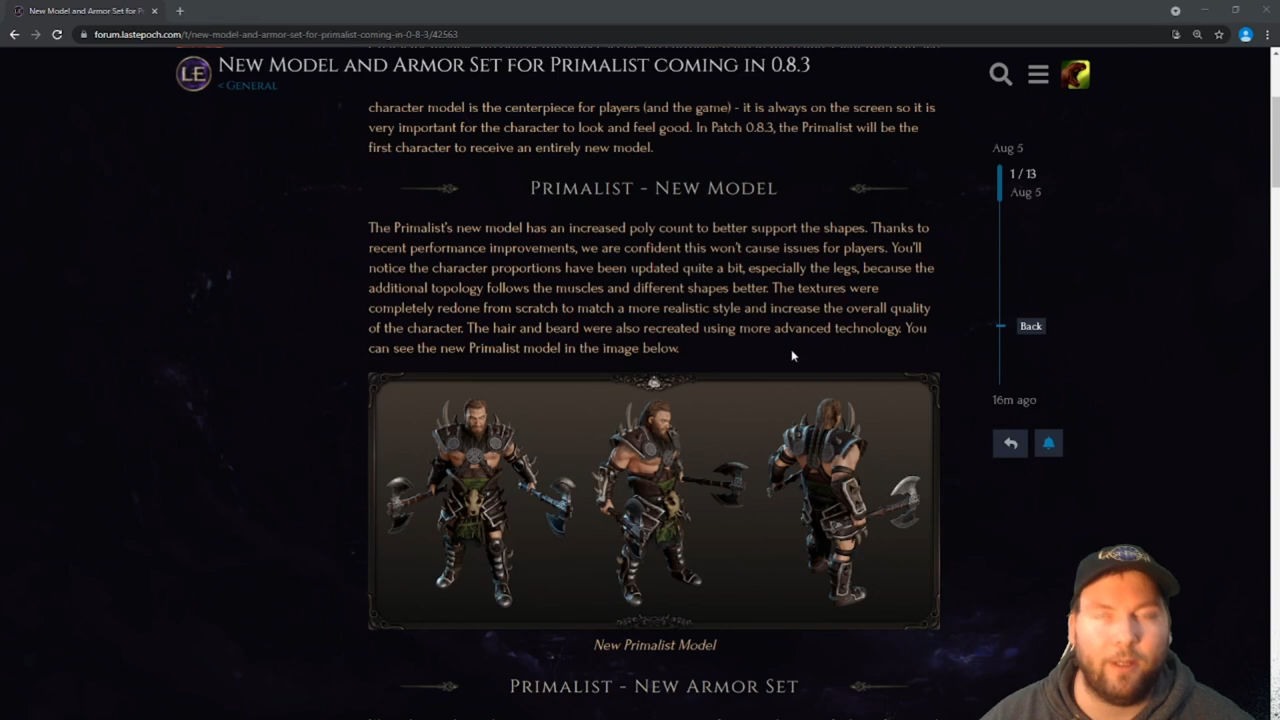 New Model and Armor Set for Pr
forum.lastepoch.com/t/new-model-and-armor-set-for-primalist-coming-in-0-8-3/42563
LE
New Model and Armor Set for Primalist coming in 0.8.3
< General
character model is the centerpiece for players (and the game) - it is always on the screen so it is
very important for the character to look and feel good. In Patch 0.8.3, the Primalist will be the
first character to receive an entirely new model.
Primalist - New Model
The Primalist's new model has an increased poly count to better support the shapes. Thanks to
recent performance improvements, we are confident this won't cause issues for players. You'll
notice the character proportions have been updated quite a bit, especially the legs, because the
additional topology follows the muscles and different shapes better. The textures were
completely redone from scratch to match a more realistic style and increase the overall quality
of the character. The hair and beard were also recreated using more advanced technology. You
can see the new Primalist model in the image below.
New Primalist Model
Primalist - New Armor Set
Aug 5
1 / 13
Aug 5
Back
16m ago